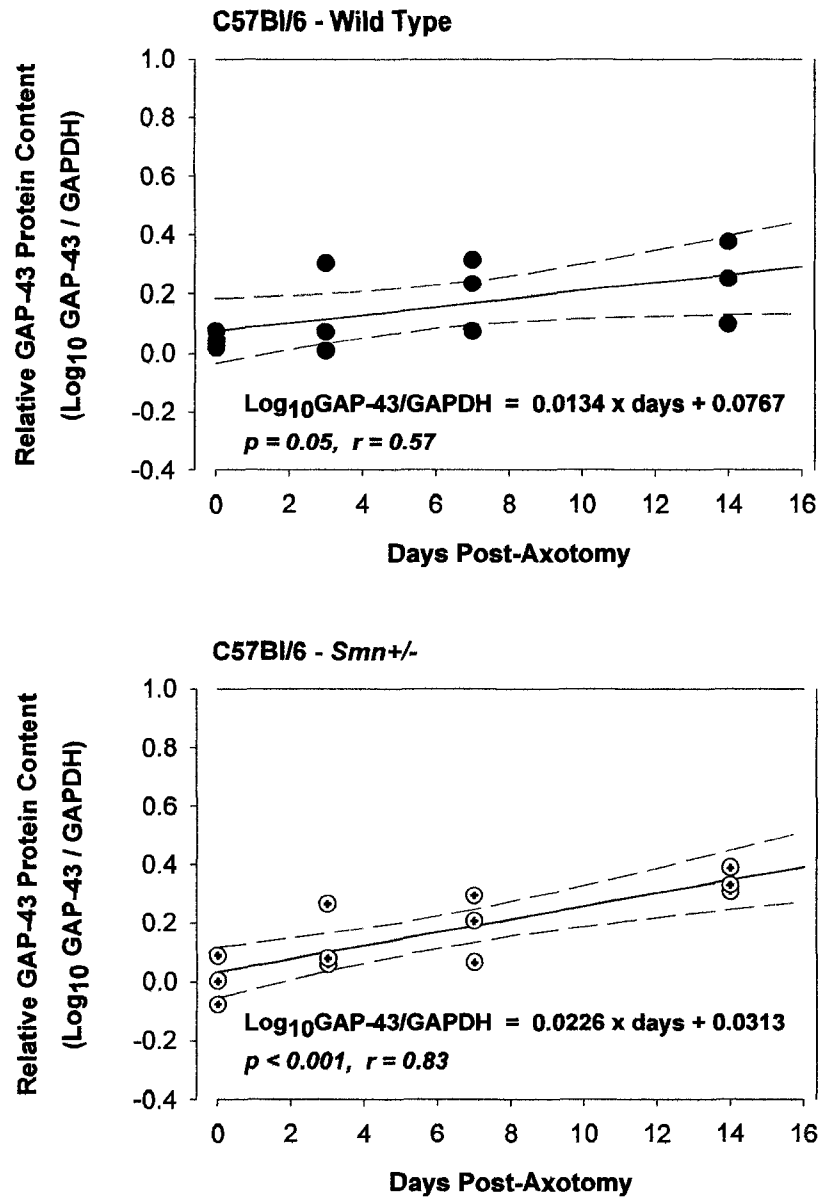 C57Bl/6 - Wild Type
Relative GAP-43 Protein Content
(Log10 GAP-43 / GAPDH)
1.0
0.8
0.6
0.4
0.2
0.0
-0.2
-0.4
Log10GAP-43/GAPDH = 0.0134 x days + 0.0767
p = 0.05, r = 0.57
0 2 4 6 8 10 12 14 16
Days Post-Axotomy
C57Bl/6 - Smn+/-
Relative GAP-43 Protein Content
(Log10 GAP-43 / GAPDH)
1.0
0.8
0.6
0.4
0.2
0.0
-0.2
-0.4
Log10GAP-43/GAPDH = 0.0226 x days + 0.0313
p < 0.001, r = 0.83
0 2 4 6 8 10 12 14 16
Days Post-Axotomy